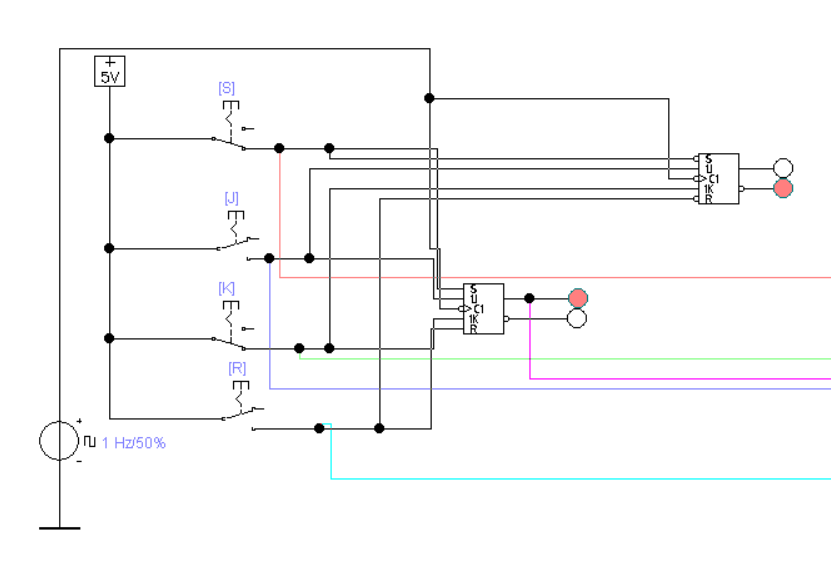 +
5V
[S]
[J]
[K]
[R]
+
-
1 Hz/50%
S
1J
C1
1K
R
S
1J
C1
1K
R